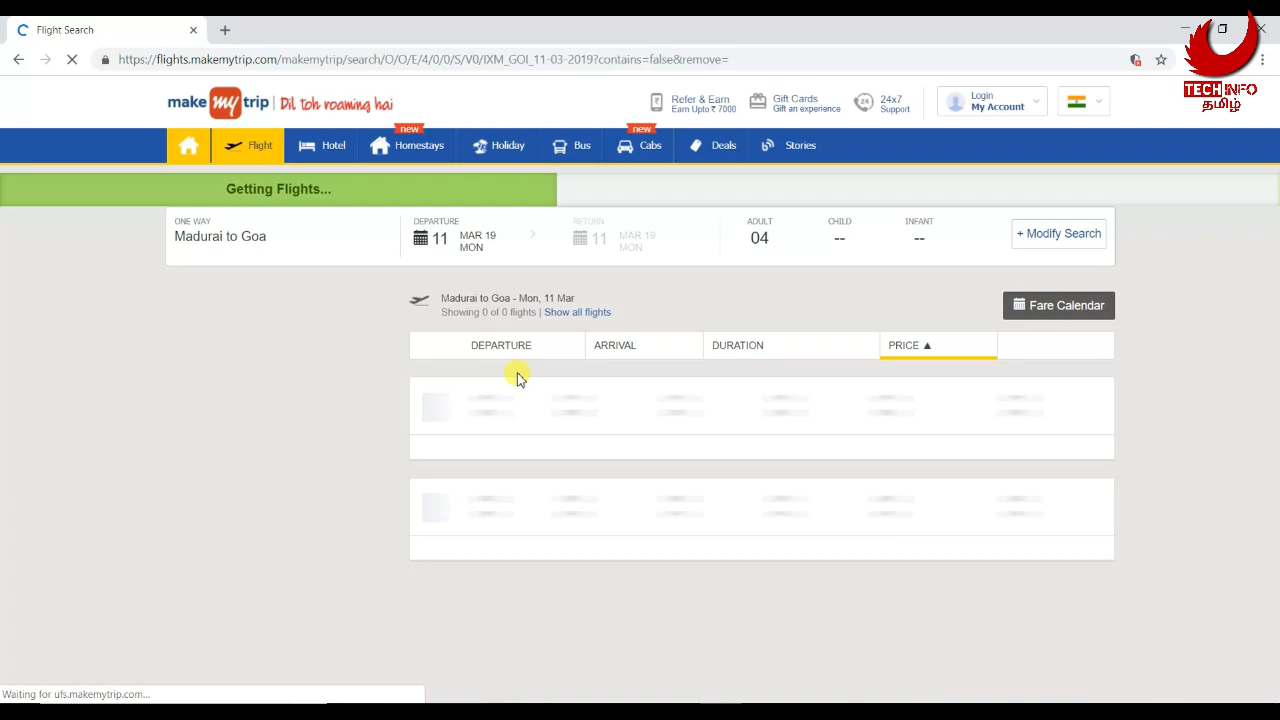 Flight Search
https://flights.makemytrip.com/makemytrip/search/O/O/E/4/0/0/S/V0/IXM_GOI_11-03-2019?contains=false&remove=
TECH INFO
தமிழ்
make my trip Dil toh roaming hai
Refer & Earn
Earn Upto ₹ 7000
Gift Cards
Gift an experience
24
24x7
Support
Login
My Account
new
new
Flight
Hotel
Homestays
Holiday
Bus
Cabs
Deals
Stories
Getting Flights...
ONE WAY
Madurai to Goa
DEPARTURE
11 MAR 19
MON
RETURN
11 MAR 19
MON
ADULT
04
CHILD
--
INFANT
--
+ Modify Search
Madurai to Goa - Mon, 11 Mar
Showing 0 of 0 flights | Show all flights
Fare Calendar
DEPARTURE
ARRIVAL
DURATION
PRICE ▲
Waiting for ufs.makemytrip.com...